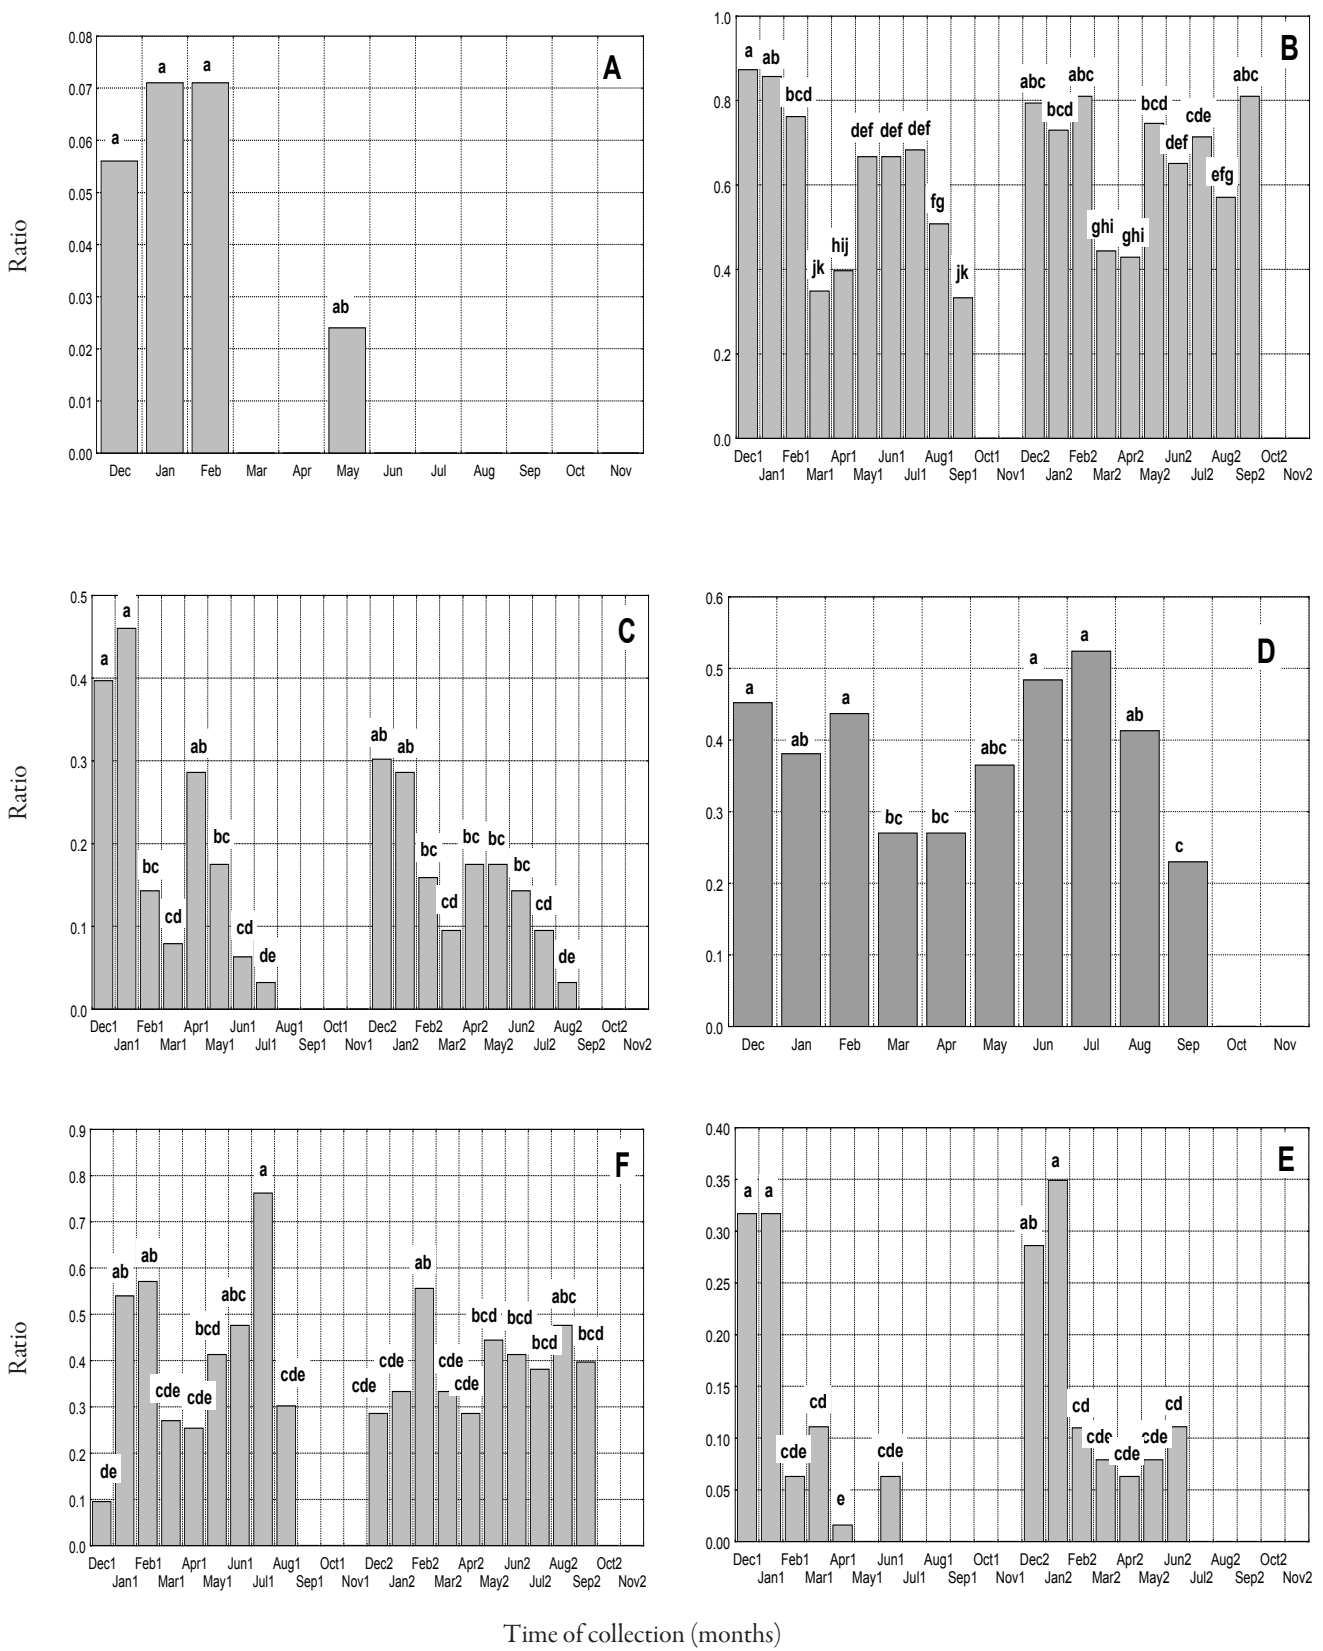 0.08
0.07
0.06
0.05
0.04
0.03
0.02
0.01
0.00
Ratio
A
a
a
a
ab
Dec Jan Feb Mar Apr May Jun Jul Aug Sep Oct Nov
1.0
0.8
0.6
0.4
0.2
0.0
B
a ab bcd jk hij def def def fg jk abc bcd abc ghi ghi bcd def cde efg abc
Dec1 Feb1 Apr1 Jun1 Aug1 Oct1 Dec2 Feb2 Apr2 Jun2 Aug2 Oct2
Jan1 Mar1 May1 Jul1 Sep1 Nov1 Jan2 Mar2 May2 Jul2 Sep2 Nov2
0.5
0.4
0.3
0.2
0.1
0.0
Ratio
C
a a bc cd ab bc cd de ab ab bc cd bc bc bc cd de
Dec1 Feb1 Apr1 Jun1 Aug1 Oct1 Dec2 Feb2 Apr2 Jun2 Aug2 Oct2
Jan1 Mar1 May1 Jul1 Sep1 Nov1 Jan2 Mar2 May2 Jul2 Sep2 Nov2
0.6
0.5
0.4
0.3
0.2
0.1
0.0
D
a ab a bc bc abc a a ab c
Dec Jan Feb Mar Apr May Jun Jul Aug Sep Oct Nov
0.9
0.8
0.7
0.6
0.5
0.4
0.3
0.2
0.1
0.0
Ratio
F
de ab ab cde cde bcd abc a cde cde cde ab cde cde bcd bcd bcd abc bcd
Dec1 Feb1 Apr1 Jun1 Aug1 Oct1 Dec2 Feb2 Apr2 Jun2 Aug2 Oct2
Jan1 Mar1 May1 Jul1 Sep1 Nov1 Jan2 Mar2 May2 Jul2 Sep2 Nov2
0.40
0.35
0.30
0.25
0.20
0.15
0.10
0.05
0.00
E
a a cde cd e cde ab a cd cde cde cde cd
Dec1 Feb1 Apr1 Jun1 Aug1 Oct1 Dec2 Feb2 Apr2 Jun2 Aug2 Oct2
Jan1 Mar1 May1 Jul1 Sep1 Nov1 Jan2 Mar2 May2 Jul2 Sep2 Nov2
Time of collection (months)